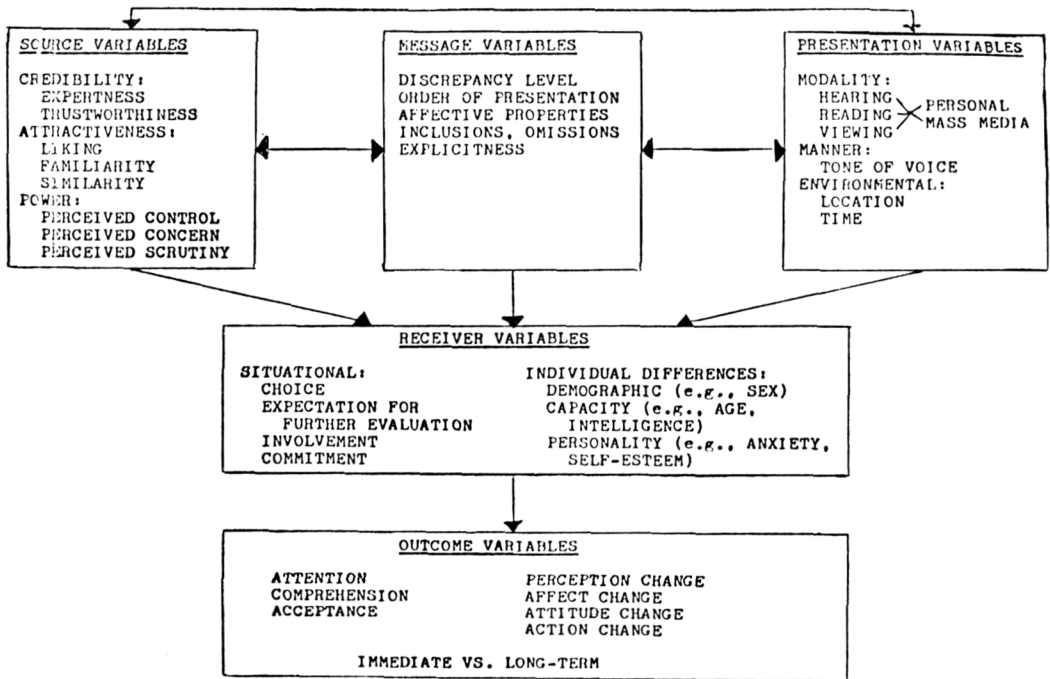 SOURCE VARIABLES
CREDIBILITY:
EXPERTNESS
TRUSTWORTHINESS
ATTRACTIVENESS:
LIKING
FAMILIARITY
SIMILARITY
POWER:
PERCEIVED CONTROL
PERCEIVED CONCERN
PERCEIVED SCRUTINY
MESSAGE VARIABLES
DISCREPANCY LEVEL
ORDER OF PRESENTATION
AFFECTIVE PROPERTIES
INCLUSIONS, OMISSIONS
EXPLICITNESS
PRESENTATION VARIABLES
MODALITY:
HEARING
READING
VIEWING
PERSONAL
MASS MEDIA
MANNER:
TONE OF VOICE
ENVIRONMENTAL:
LOCATION
TIME
RECEIVER VARIABLES
SITUATIONAL:
CHOICE
EXPECTATION FOR
FURTHER EVALUATION
INVOLVEMENT
COMMITMENT
INDIVIDUAL DIFFERENCES:
DEMOGRAPHIC (e.g., SEX)
CAPACITY (e.g., AGE,
INTELLIGENCE)
PERSONALITY (e.g., ANXIETY,
SELF-ESTEEM)
OUTCOME VARIABLES
ATTENTION
COMPREHENSION
ACCEPTANCE
PERCEPTION CHANGE
AFFECT CHANGE
ATTITUDE CHANGE
ACTION CHANGE
IMMEDIATE VS. LONG-TERM